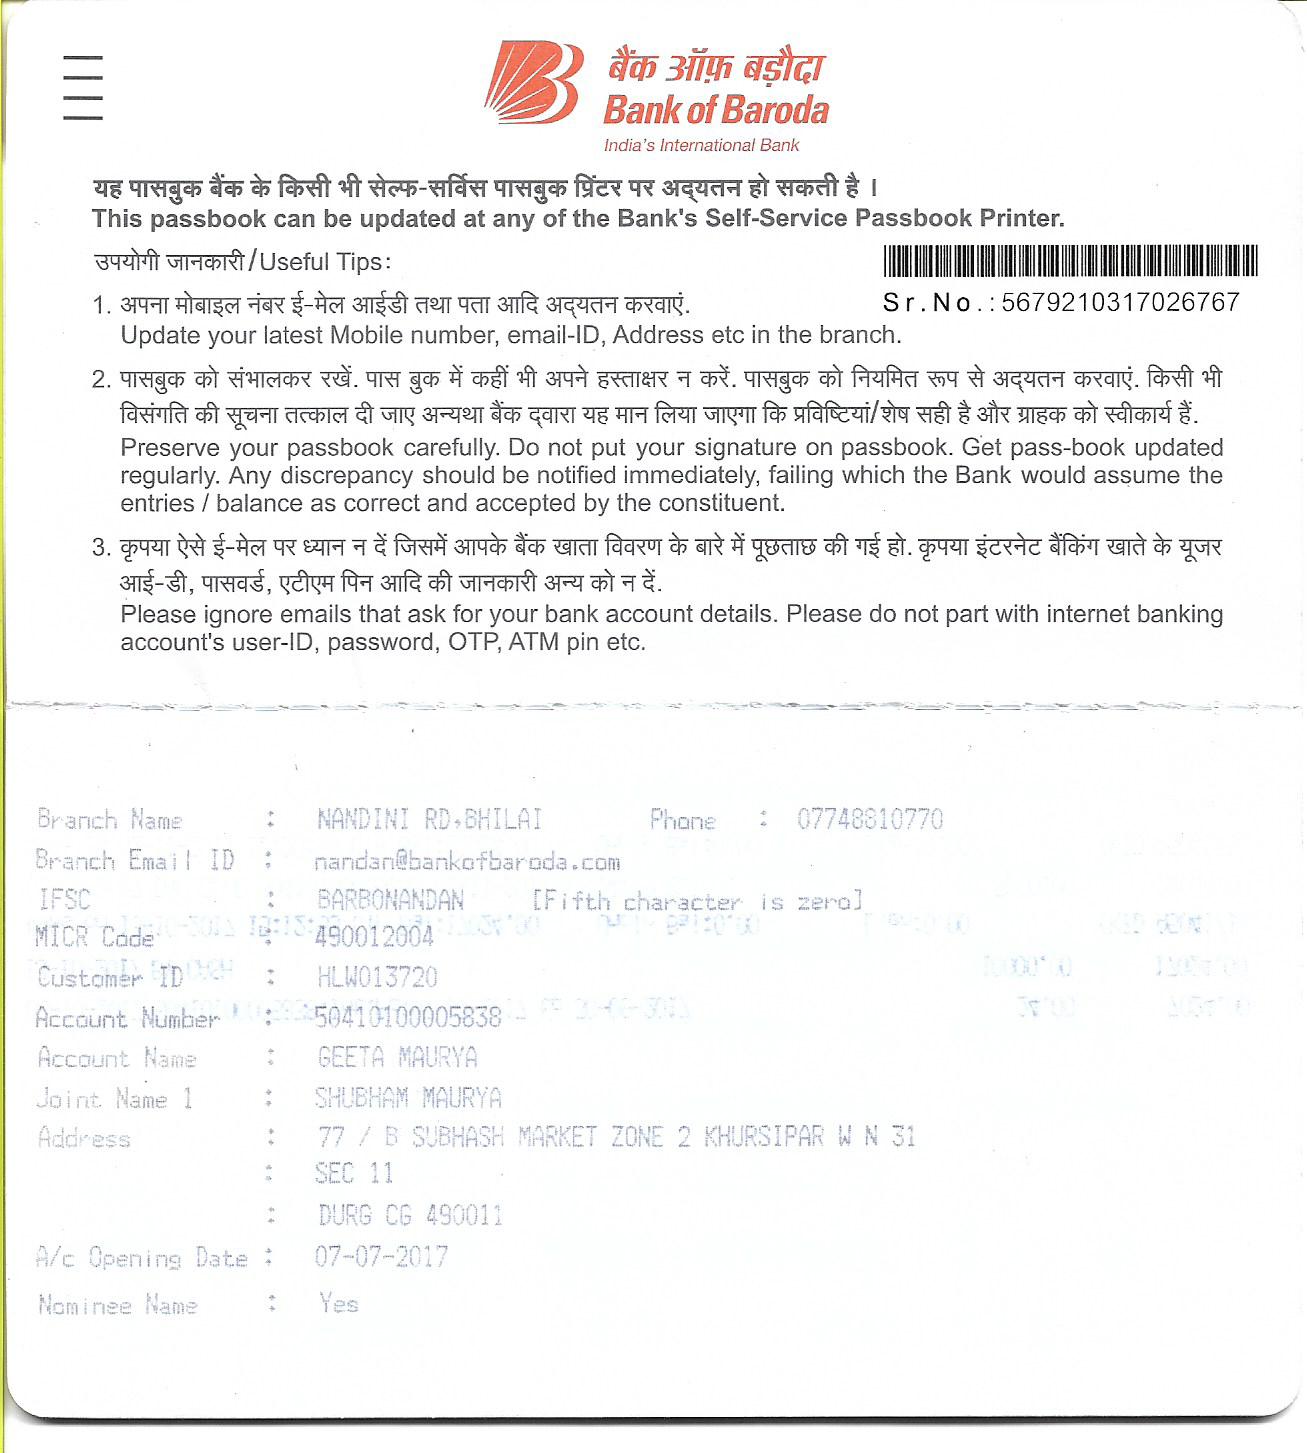 बैंक ऑफ़ बड़ौदा
Bank of Baroda
India's International Bank
यह पासबुक बैंक के किसी भी सेल्फ-सर्विस पासबुक प्रिंटर पर अद्यतन हो सकती है ।
This passbook can be updated at any of the Bank's Self-Service Passbook Printer.
उपयोगी जानकारी/Useful Tips:
1. अपना मोबाइल नंबर ई-मेल आईडी तथा पता आदि अद्यतन करवाएं.
Sr.No.:5679210317026767
Update your latest Mobile number, email-ID, Address etc in the branch.
2. पासबुक को संभालकर रखें. पास बुक में कहीं भी अपने हस्ताक्षर न करें. पासबुक को नियमित रूप से अद्यतन करवाएं. किसी भी
विसंगति की सूचना तत्काल दी जाए अन्यथा बैंक द्वारा यह मान लिया जाएगा कि प्रविष्टियां/शेष सही है और ग्राहक को स्वीकार्य हैं.
Preserve your passbook carefully. Do not put your signature on passbook. Get pass-book updated
regularly. Any discrepancy should be notified immediately, failing which the Bank would assume the
entries / balance as correct and accepted by the constituent.
3. कृपया ऐसे ई-मेल पर ध्यान न दें जिसमें आपके बैंक खाता विवरण के बारे में पूछताछ की गई हो. कृपया इंटरनेट बैंकिंग खाते के यूजर
आई-डी, पासवर्ड, एटीएम पिन आदि की जानकारी अन्य को न दें.
Please ignore emails that ask for your bank account details. Please do not part with internet banking
account's user-ID, password, OTP, ATM pin etc.
Branch Name : NANDINI RD,BHILAI Phone : 07748810770
Branch Email ID : nandan@bankofbaroda.com
IFSC : BARB0NANDAN [Fifth character is zero]
MICR Code : 490012004
Customer ID : HLW013720
Account Number : 50410100005838
Account Name : GEETA MAURYA
Joint Name 1 : SHUBHAM MAURYA
Address : 77 / B SUBHASH MARKET ZONE 2 KHURSIPAR W N 31
: SEC 11
: DURG CG 490011
A/c Opening Date : 07-07-2017
Nominee Name : Yes